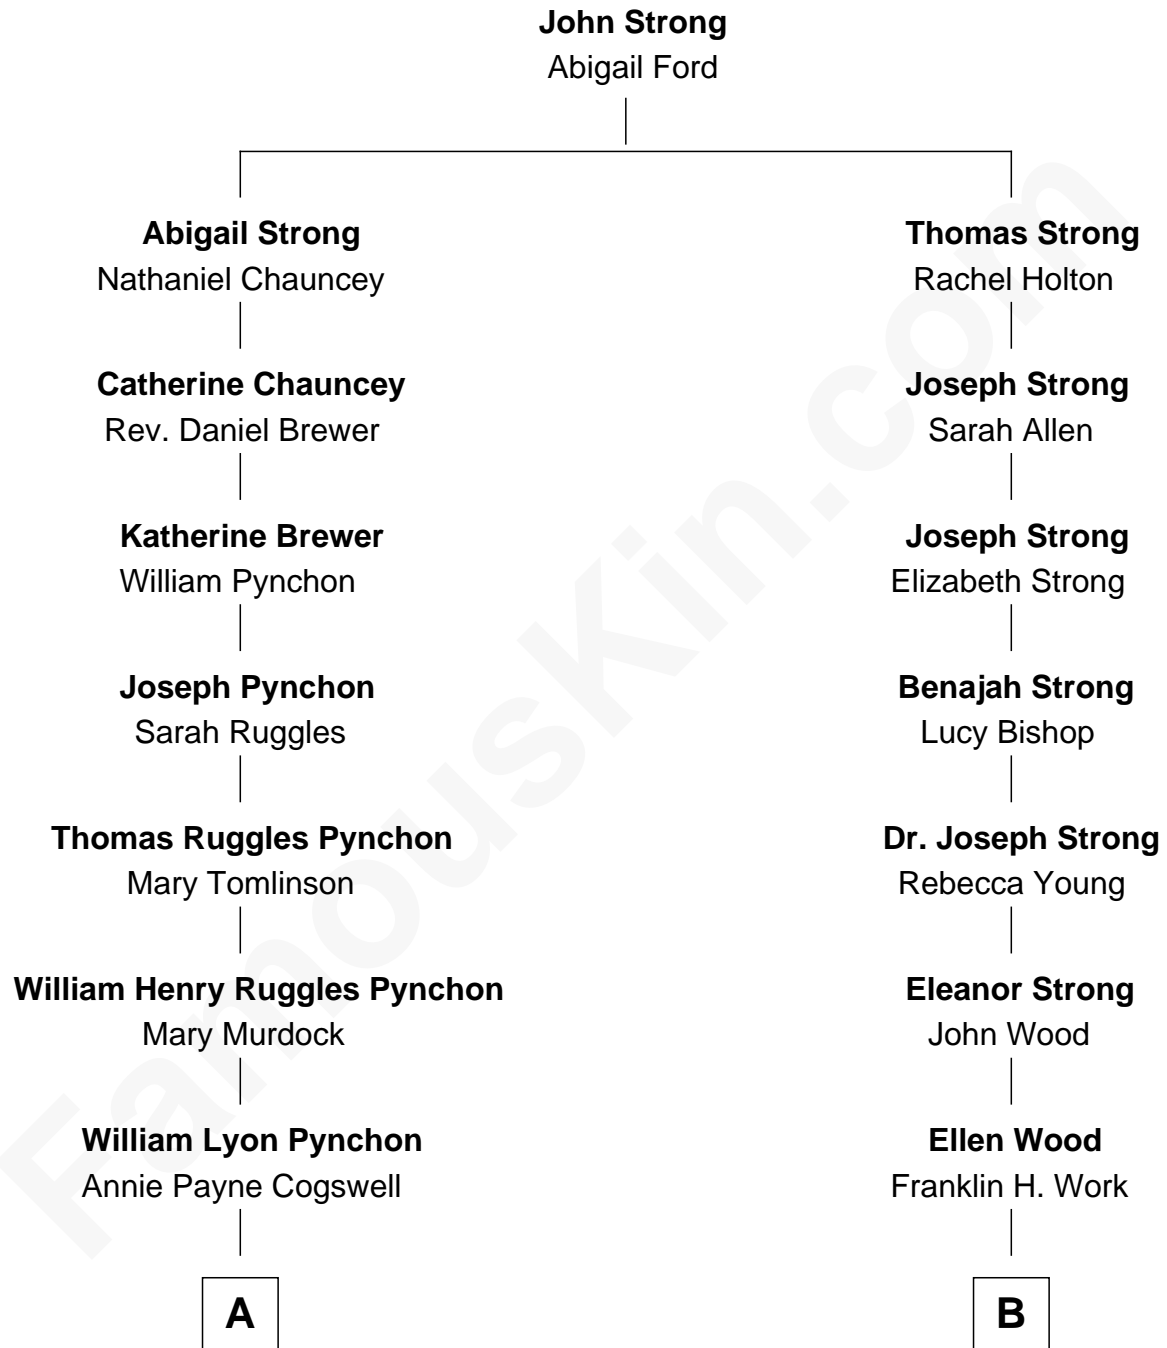 John Strong
Abigail Ford
Abigail Strong
Nathaniel Chauncey
Thomas Strong
Rachel Holton
Catherine Chauncey
Rev. Daniel Brewer
Joseph Strong
Sarah Allen
Katherine Brewer
William Pynchon
Joseph Strong
Elizabeth Strong
Joseph Pynchon
Sarah Ruggles
Benajah Strong
Lucy Bishop
Thomas Ruggles Pynchon
Mary Tomlinson
Dr. Joseph Strong
Rebecca Young
William Henry Ruggles Pynchon
Mary Murdock
Eleanor Strong
John Wood
William Lyon Pynchon
Annie Payne Cogswell
Ellen Wood
Franklin H. Work
A
B
FamousKin.com